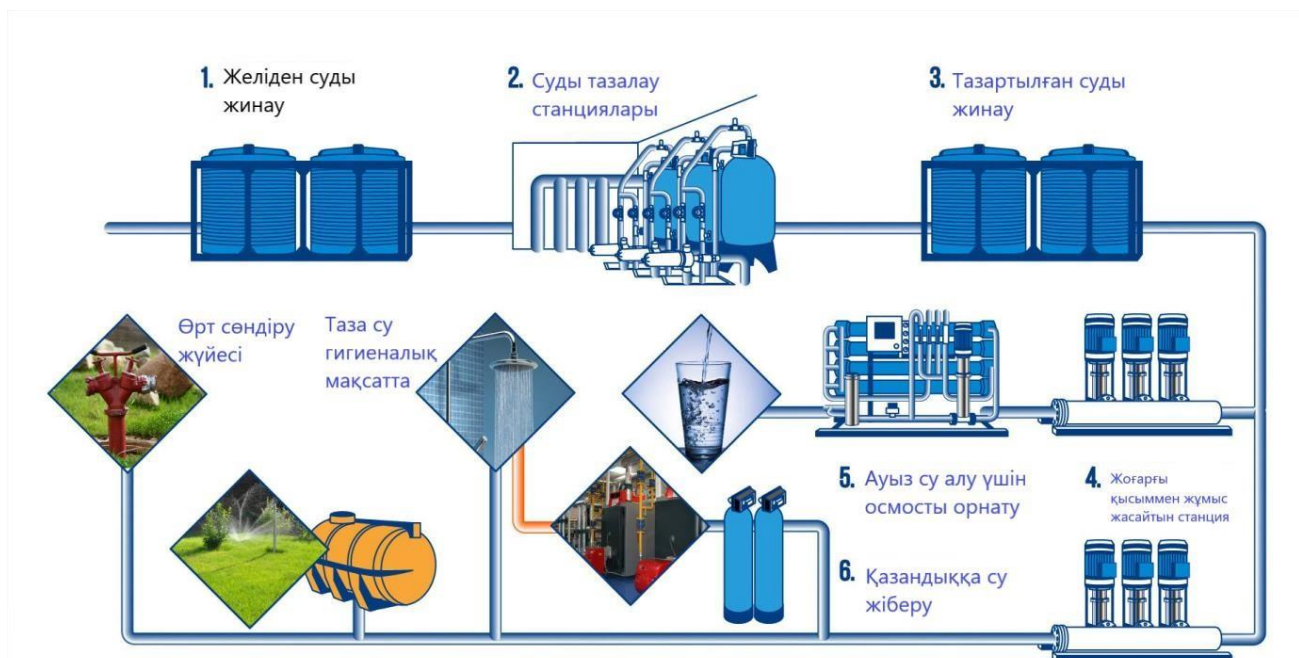 1. Желіден суды
жинау
2. Суды тазалау
станциялары
3. Тазартылған суды
жинау
Өрт сөндіру
жүйесі
Таза су
гигиеналық
мақсатта
5. Ауыз су алу үшін
осмосты орнату
4. Жоғарғы
қысыммен жұмыс
жасайтын станция
6. Қазандыққа су
жіберу